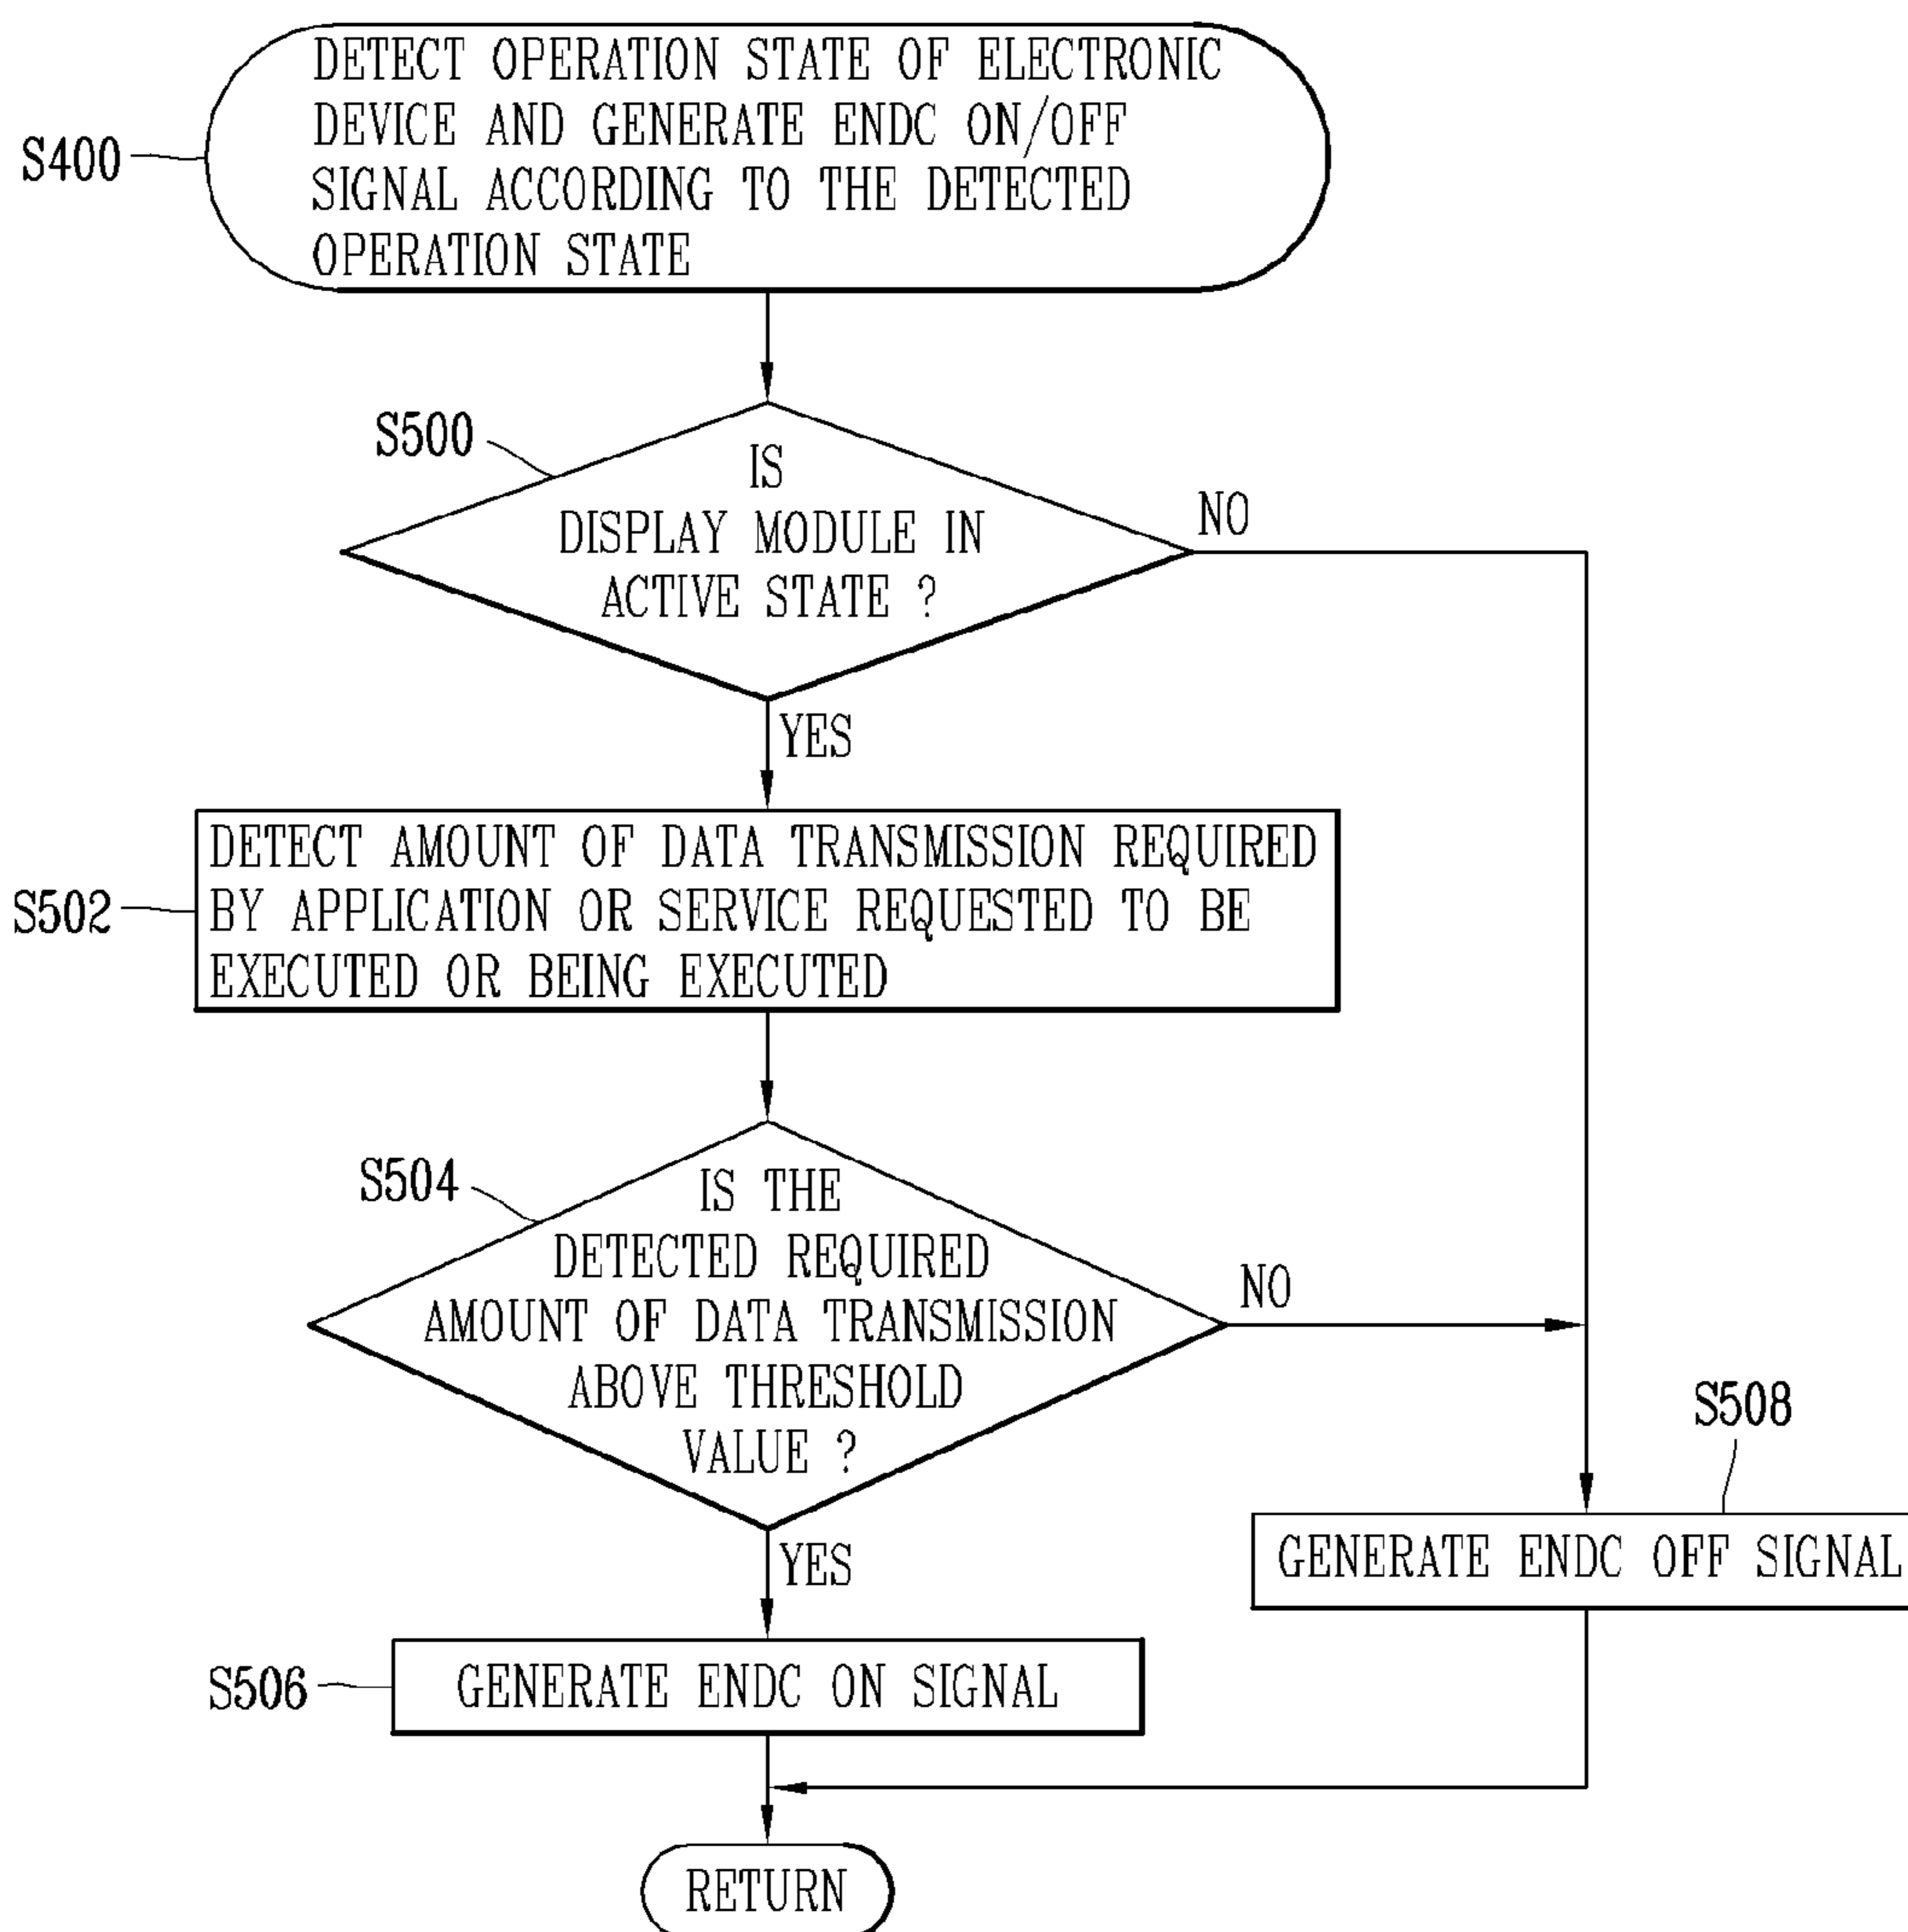 DETECT OPERATION STATE OF ELECTRONIC
DEVICE AND GENERATE ENDC ON/OFF
SIGNAL ACCORDING TO THE DETECTED
OPERATION STATE
S400
S500
IS
DISPLAY MODULE IN
ACTIVE STATE ?
NO
YES
DETECT AMOUNT OF DATA TRANSMISSION REQUIRED
BY APPLICATION OR SERVICE REQUESTED TO BE
EXECUTED OR BEING EXECUTED
S502
S504
IS THE
DETECTED REQUIRED
AMOUNT OF DATA TRANSMISSION
ABOVE THRESHOLD
VALUE ?
NO
YES
S508
GENERATE ENDC OFF SIGNAL
S506
GENERATE ENDC ON SIGNAL
RETURN